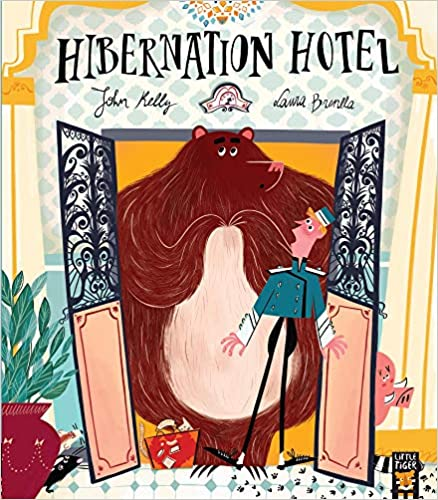 HIBERNATION HOTEL
John Kelly
Laura Brenlla
LITTLE
TIGER